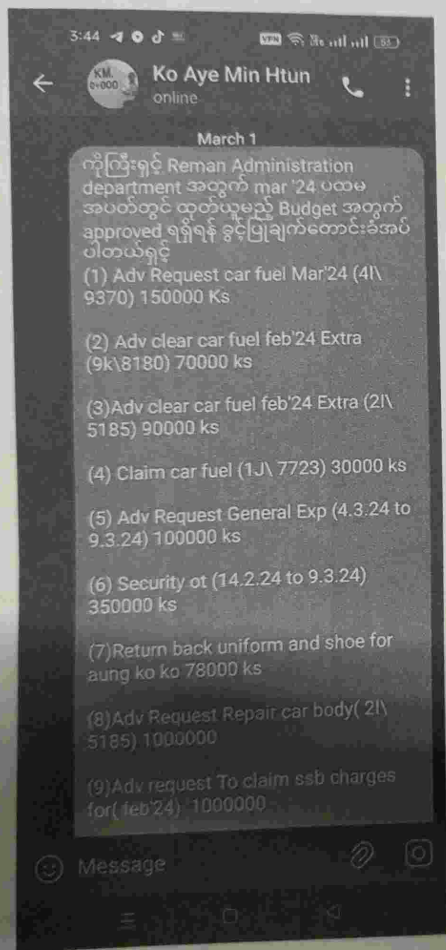 3:44
VPN
53
KM.
0+000
Ko Aye Min Htun
online
March 1
ကိုကြီးရှင့် Reman Administration
department အတွက် mar '24 ပထမ
အပတ်တွင် ထုတ်ယူမည့် Budget အတွက်
approved ရရှိရန် ခွင့်ပြုချက်တောင်းခံအပ်
ပါတယ်ရှင့်
(1) Adv Request car fuel Mar'24 (4I\
9370) 150000 Ks
(2) Adv clear car fuel feb'24 Extra
(9k\8180) 70000 ks
(3)Adv clear car fuel feb'24 Extra (2I\
5185) 90000 ks
(4) Claim car fuel (1J\ 7723) 30000 ks
(5) Adv Request General Exp (4.3.24 to
9.3.24) 100000 ks
(6) Security ot (14.2.24 to 9.3.24)
350000 ks
(7)Return back uniform and shoe for
aung ko ko 78000 ks
(8)Adv Request Repair car body( 2I\
5185) 1000000
(9)Adv request To claim ssb charges
for( feb'24) 1000000
Message